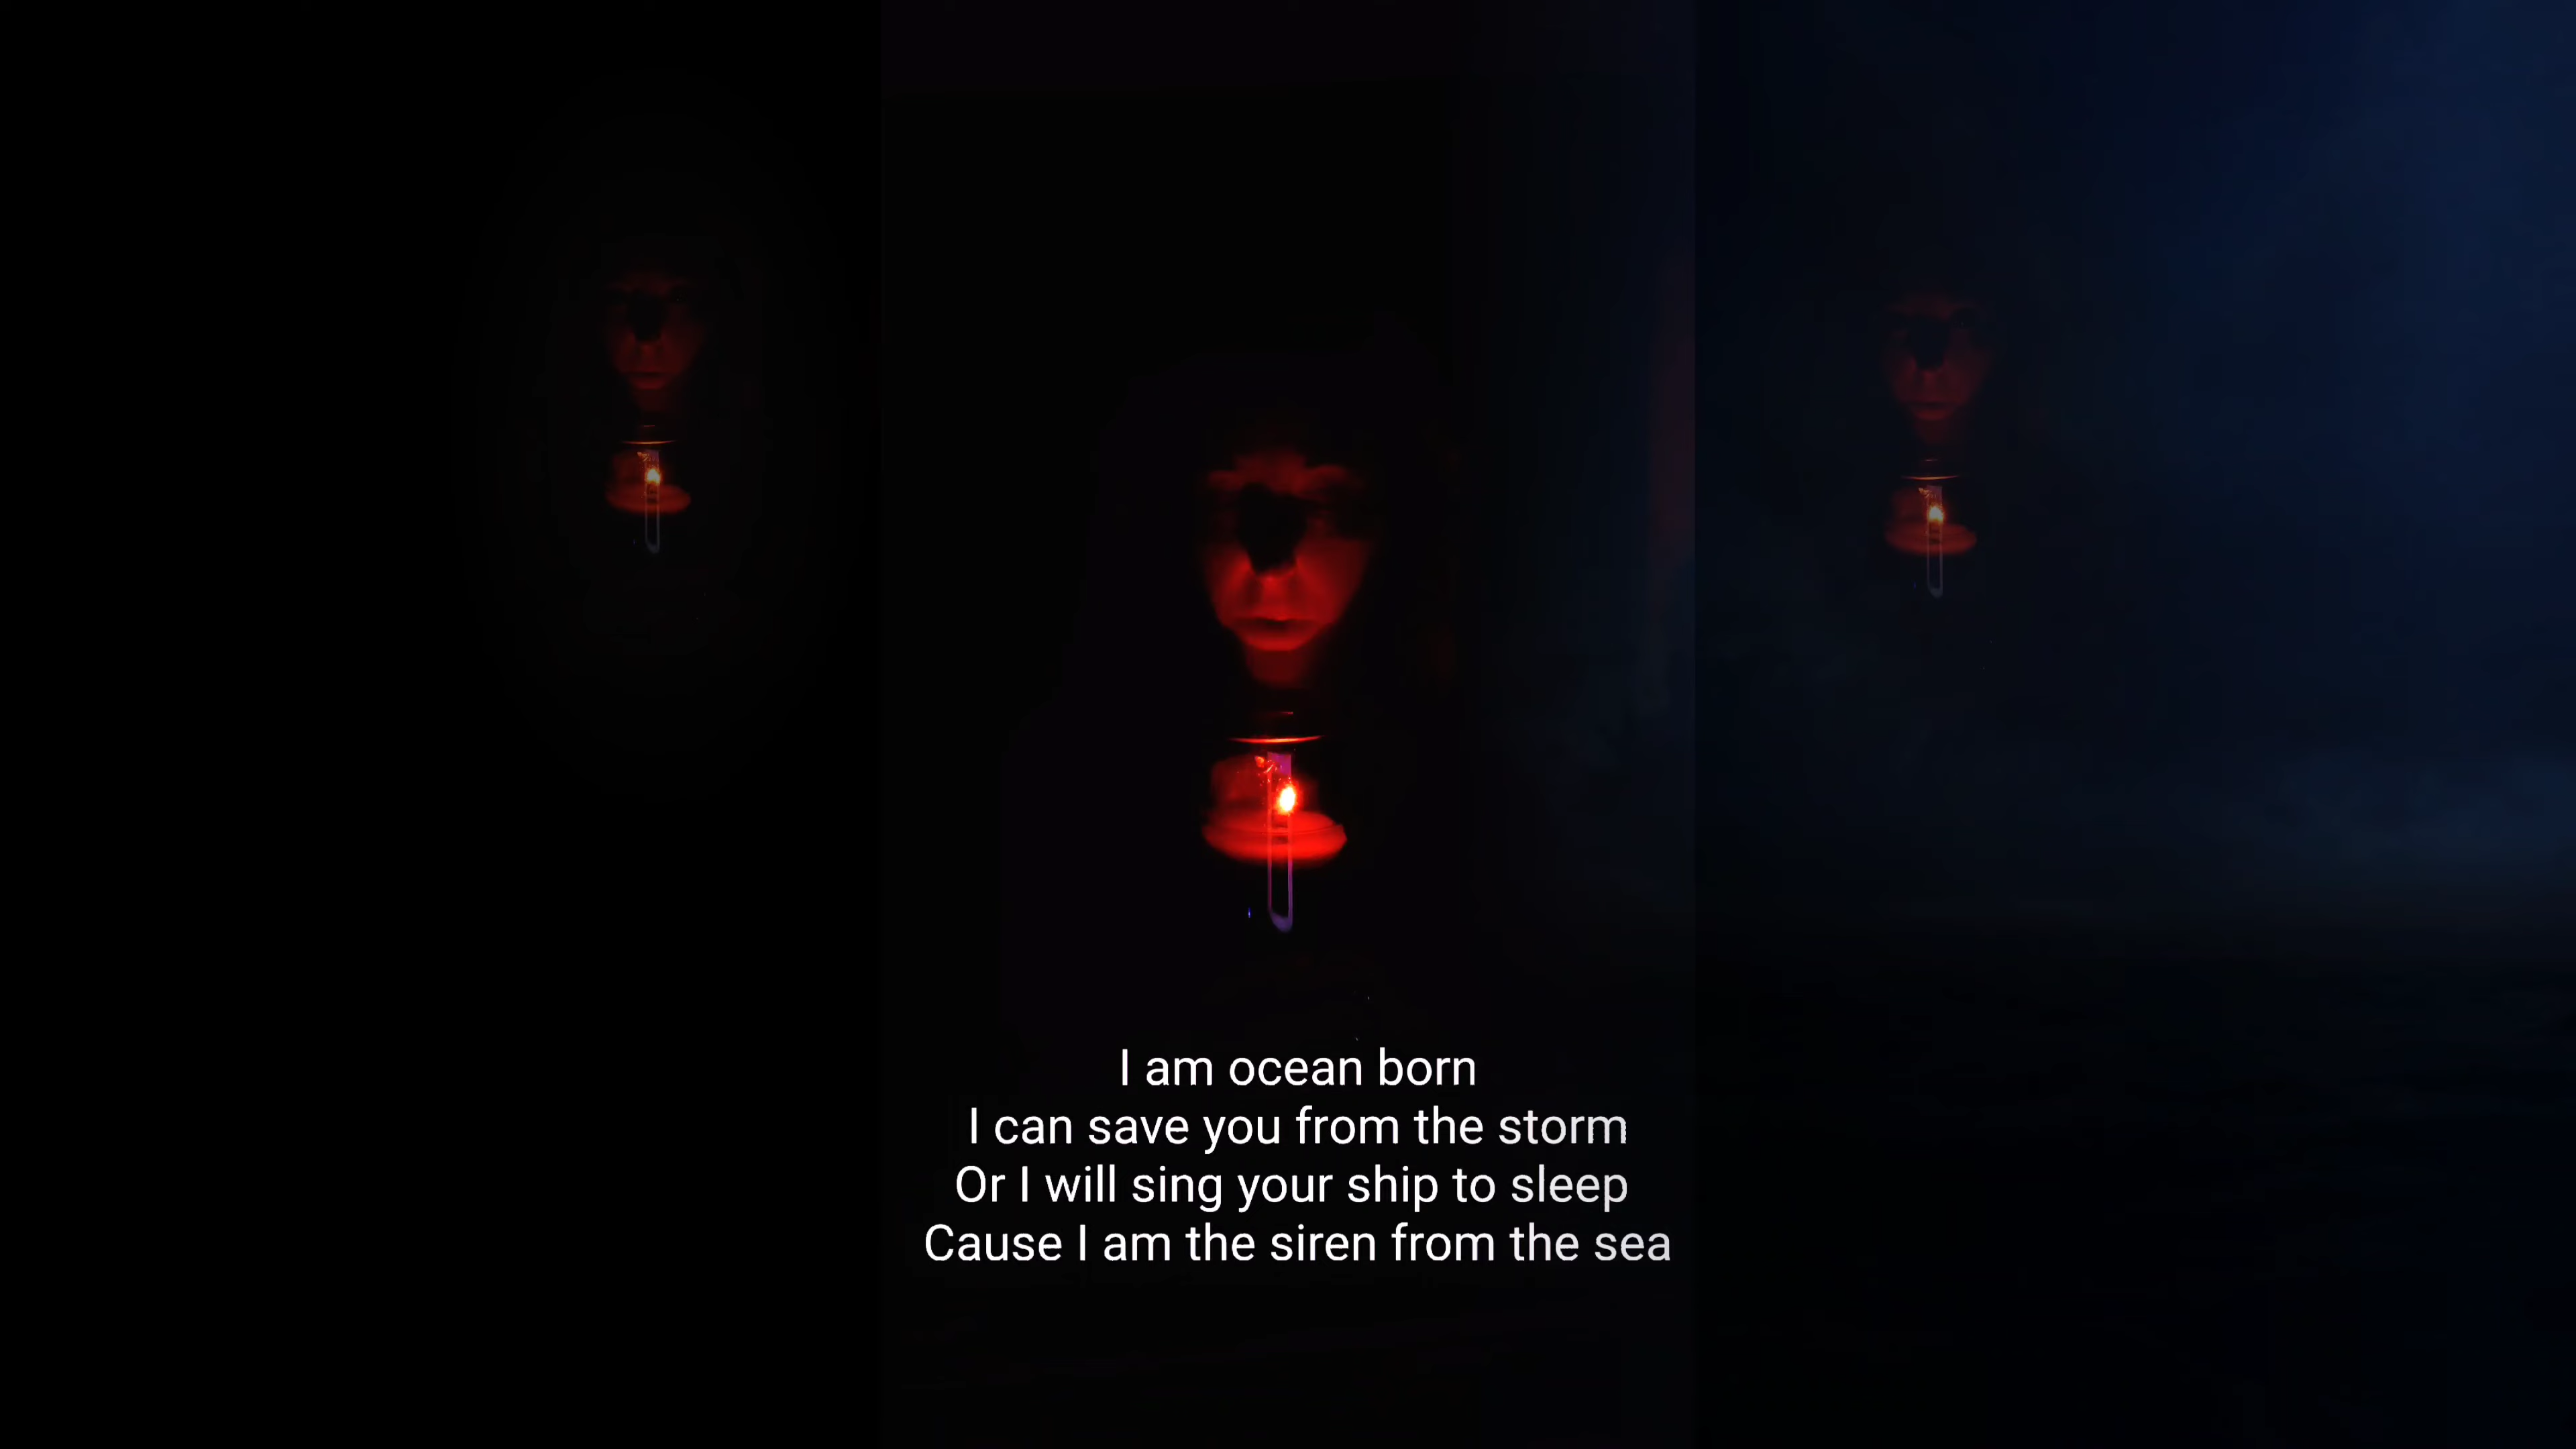 I am ocean born
I can save you from the storm
Or I will sing your ship to sleep
Cause I am the siren from the sea